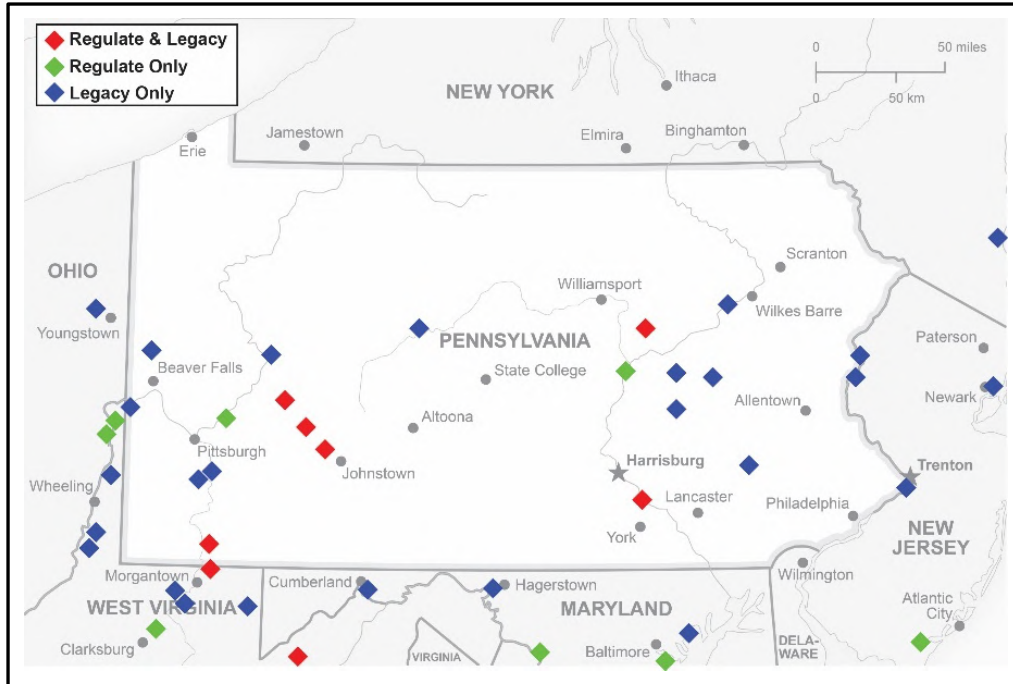 Regulate & Legacy
Regulate Only
Legacy Only
0 50 miles
0 50 km
Ithaca
NEW YORK
Erie
Jamestown
Elmira
Binghamton
OHIO
Scranton
Williamsport
Wilkes Barre
Youngstown
PENNSYLVANIA
Paterson
Beaver Falls
State College
Newark
Allentown
Altoona
Pittsburgh
Johnstown
Harrisburg
Trenton
Wheeling
Lancaster
Philadelphia
York
NEW
JERSEY
Morgantown
Cumberland
Hagerstown
Wilmington
WEST VIRGINIA
MARYLAND
Atlantic
City
Clarksburg
VIRGINIA
Baltimore
DELA-
WARE